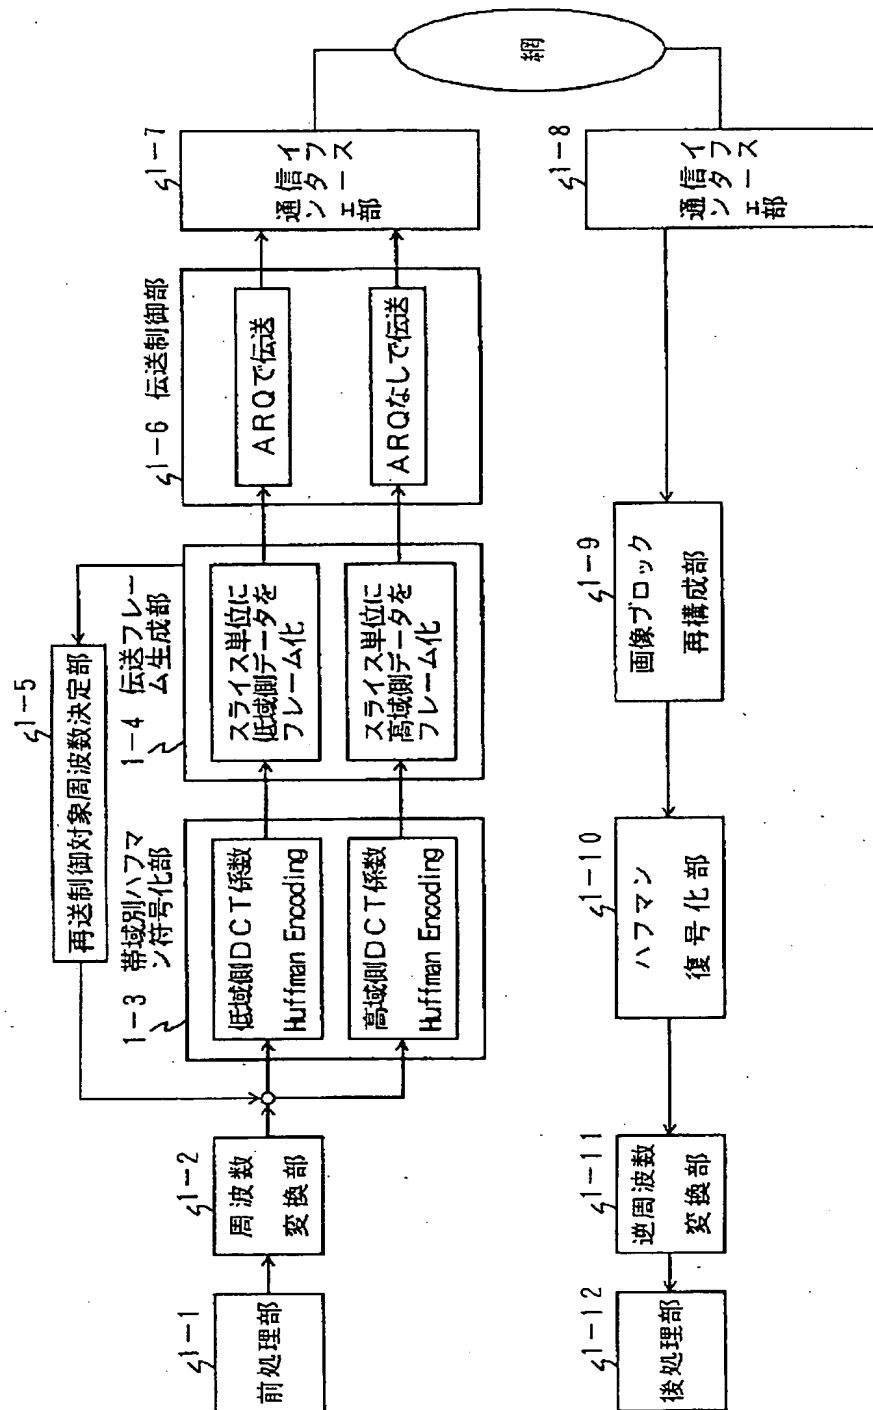 1-1
前処理部
1-2
周波数
変換部
1-3 帯域別ハフマ
ン符号化部
低域側DCT係数
Huffman Encoding
高域側DCT係数
Huffman Encoding
1-4 伝送フレー
ム生成部
スライス単位に
低域側データを
フレーム化
スライス単位に
高域側データを
フレーム化
1-5
再送制御対象周波数決定部
1-6 伝送制御部
ARQで伝送
ARQなしで伝送
1-7
通信イ
ンターフ
ェース
部
網
1-8
通信イ
ンターフ
ェース
部
1-9
画像ブロック
再構成部
1-10
ハフマン
復号化部
1-11
逆周波数
変換部
1-12
後処理部